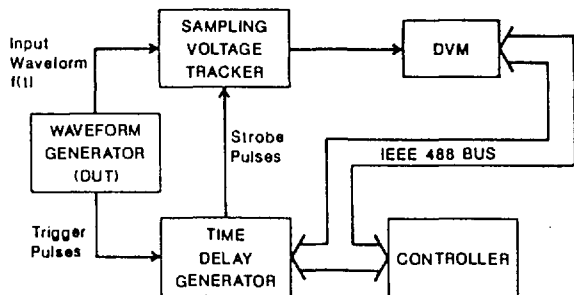 Input
Waveform
f(t)
SAMPLING
VOLTAGE
TRACKER
DVM
WAVEFORM
GENERATOR
(DUT)
Strobe
Pulses
IEEE 488 BUS
Trigger
Pulses
TIME
DELAY
GENERATOR
CONTROLLER